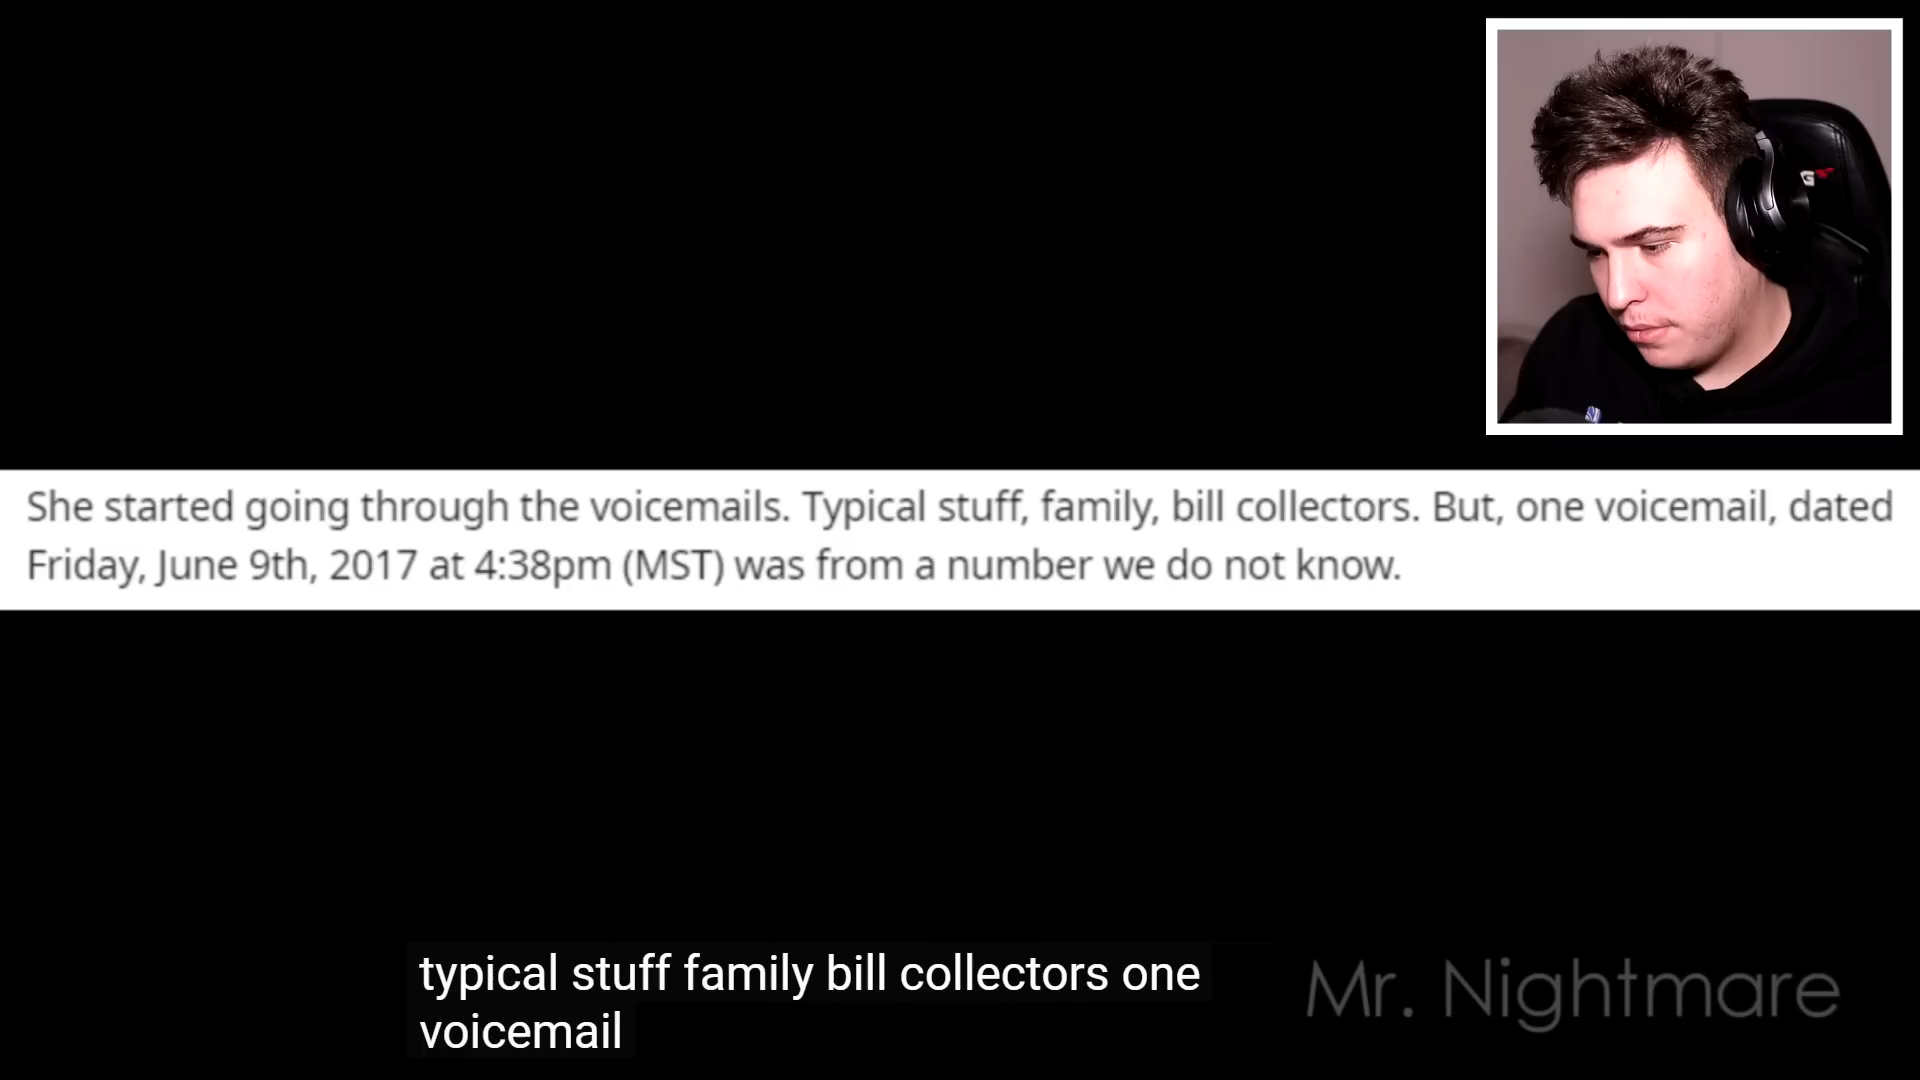 She started going through the voicemails. Typical stuff, family, bill collectors. But, one voicemail, dated
Friday, June 9th, 2017 at 4:38pm (MST) was from a number we do not know.
typical stuff family bill collectors one
voicemail
Mr. Nightmare